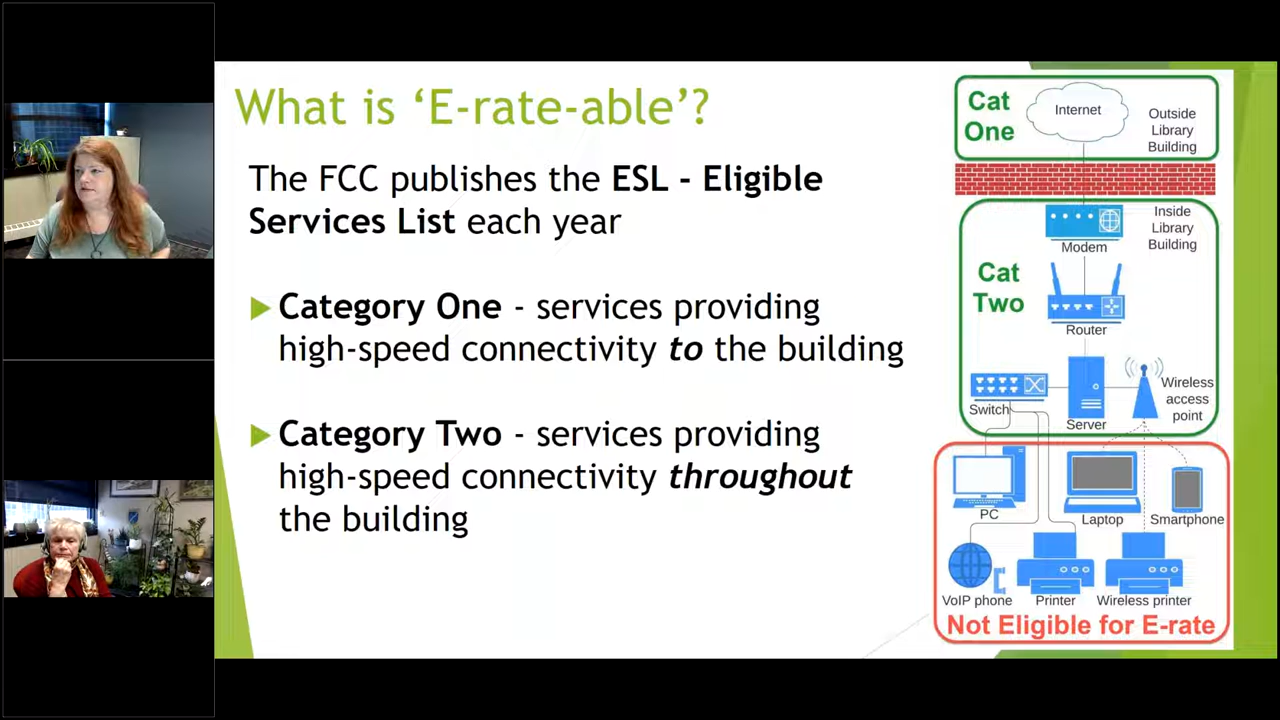 What is ‘E-rate-able’?
The FCC publishes the ESL - Eligible
Services List each year
Category One - services providing
high-speed connectivity to the building
Category Two - services providing
high-speed connectivity throughout
the building
Cat
One
Internet
Outside
Library
Building
Modem
Inside
Library
Building
Cat
Two
Router
Switch
Server
Wireless
access
point
PC
Laptop
Smartphone
VoIP phone
Printer
Wireless printer
Not Eligible for E-rate